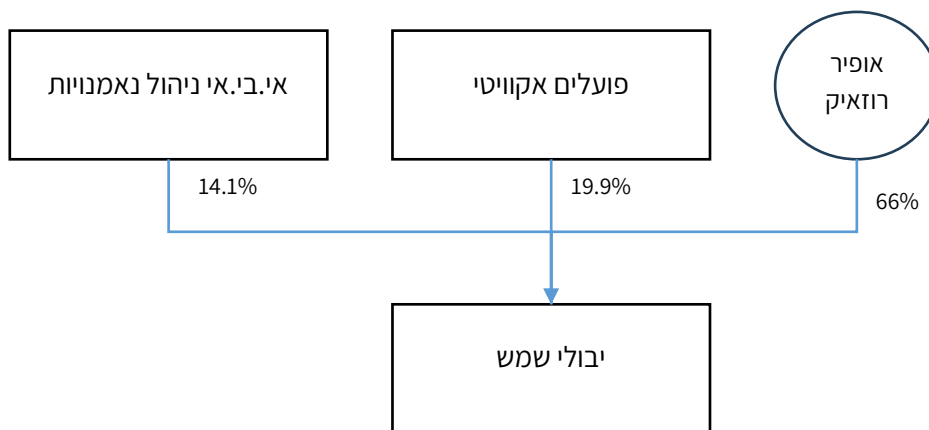 אופיר
רוזאיק
פועלים אקוויטי
אי.בי.אי ניהול נאמנויות
66%
19.9%
14.1%
יבולי שמש